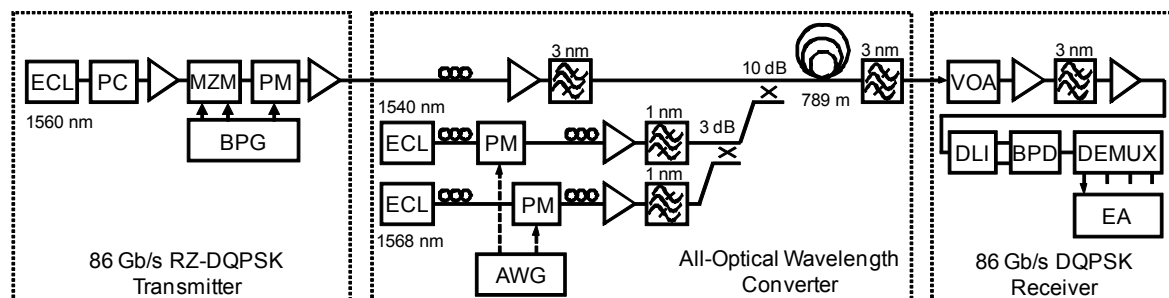 ECL
PC
MZM
PM
1560 nm
BPG
86 Gb/s RZ-DQPSK
Transmitter
3 nm
10 dB
789 m
3 nm
1540 nm
ECL
PM
1 nm
3 dB
ECL
PM
1 nm
1568 nm
AWG
All-Optical Wavelength
Converter
VOA
3 nm
DLI
BPD
DEMUX
EA
86 Gb/s DQPSK
Receiver